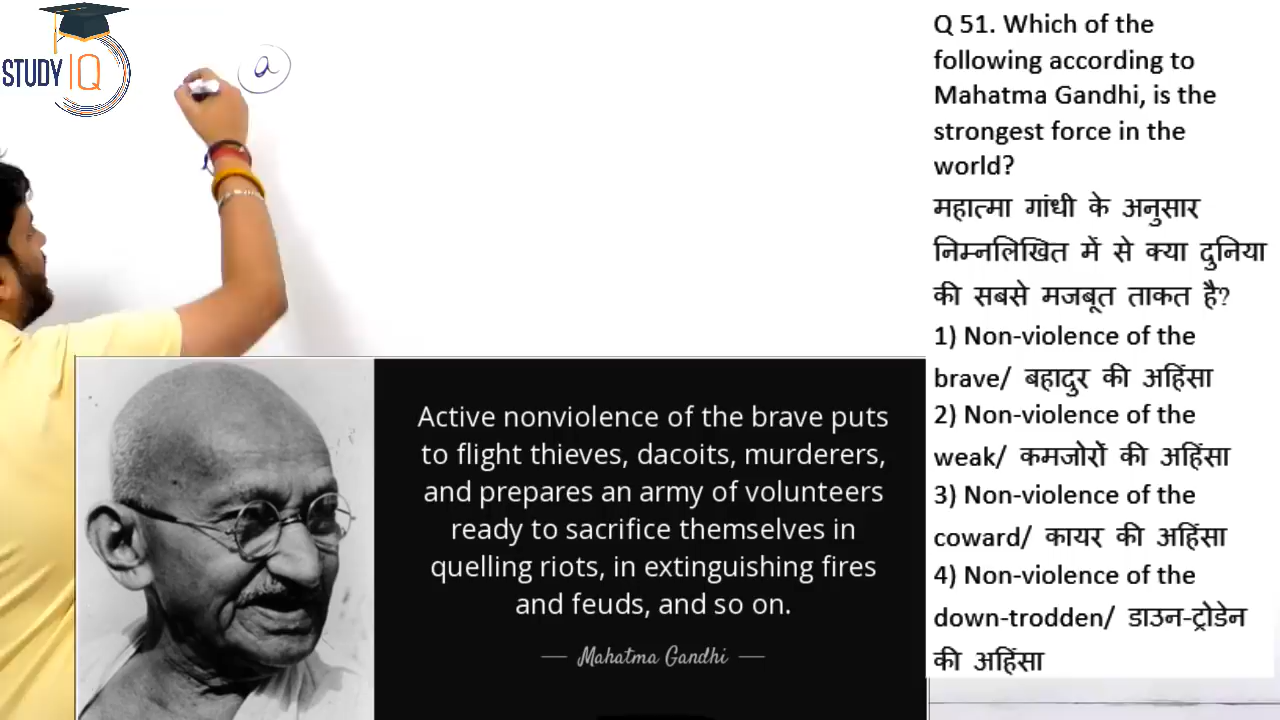 STUDY IQ
a
Q 51. Which of the
following according to
Mahatma Gandhi, is the
strongest force in the
world?
महात्मा गांधी के अनुसार
निम्नलिखित में से क्या दुनिया
की सबसे मजबूत ताकत है?
1) Non-violence of the
brave/ बहादुर की अहिंसा
2) Non-violence of the
weak/ कमजोरों की अहिंसा
3) Non-violence of the
coward/ कायर की अहिंसा
4) Non-violence of the
down-trodden/ डाउन-ट्रोडेन
की अहिंसा
Active nonviolence of the brave puts
to flight thieves, dacoits, murderers,
and prepares an army of volunteers
ready to sacrifice themselves in
quelling riots, in extinguishing fires
and feuds, and so on.
— Mahatma Gandhi —